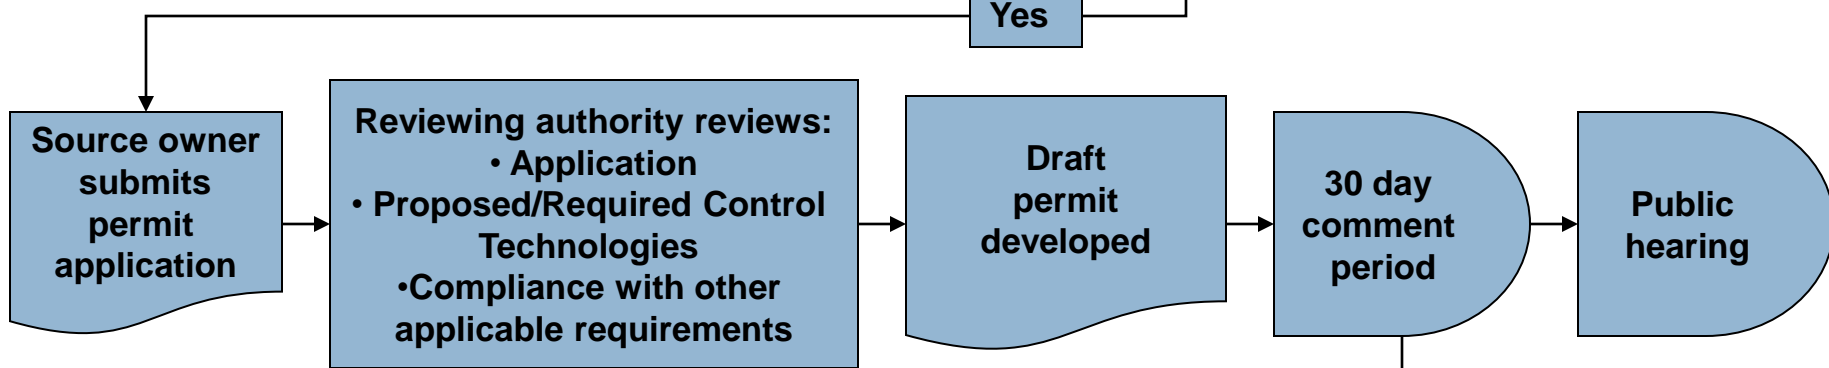 Yes
Source owner
submits
permit
application
Reviewing authority reviews:
• Application
• Proposed/Required Control
Technologies
•Compliance with other
applicable requirements
Draft
permit
developed
30 day
comment
period
Public
hearing